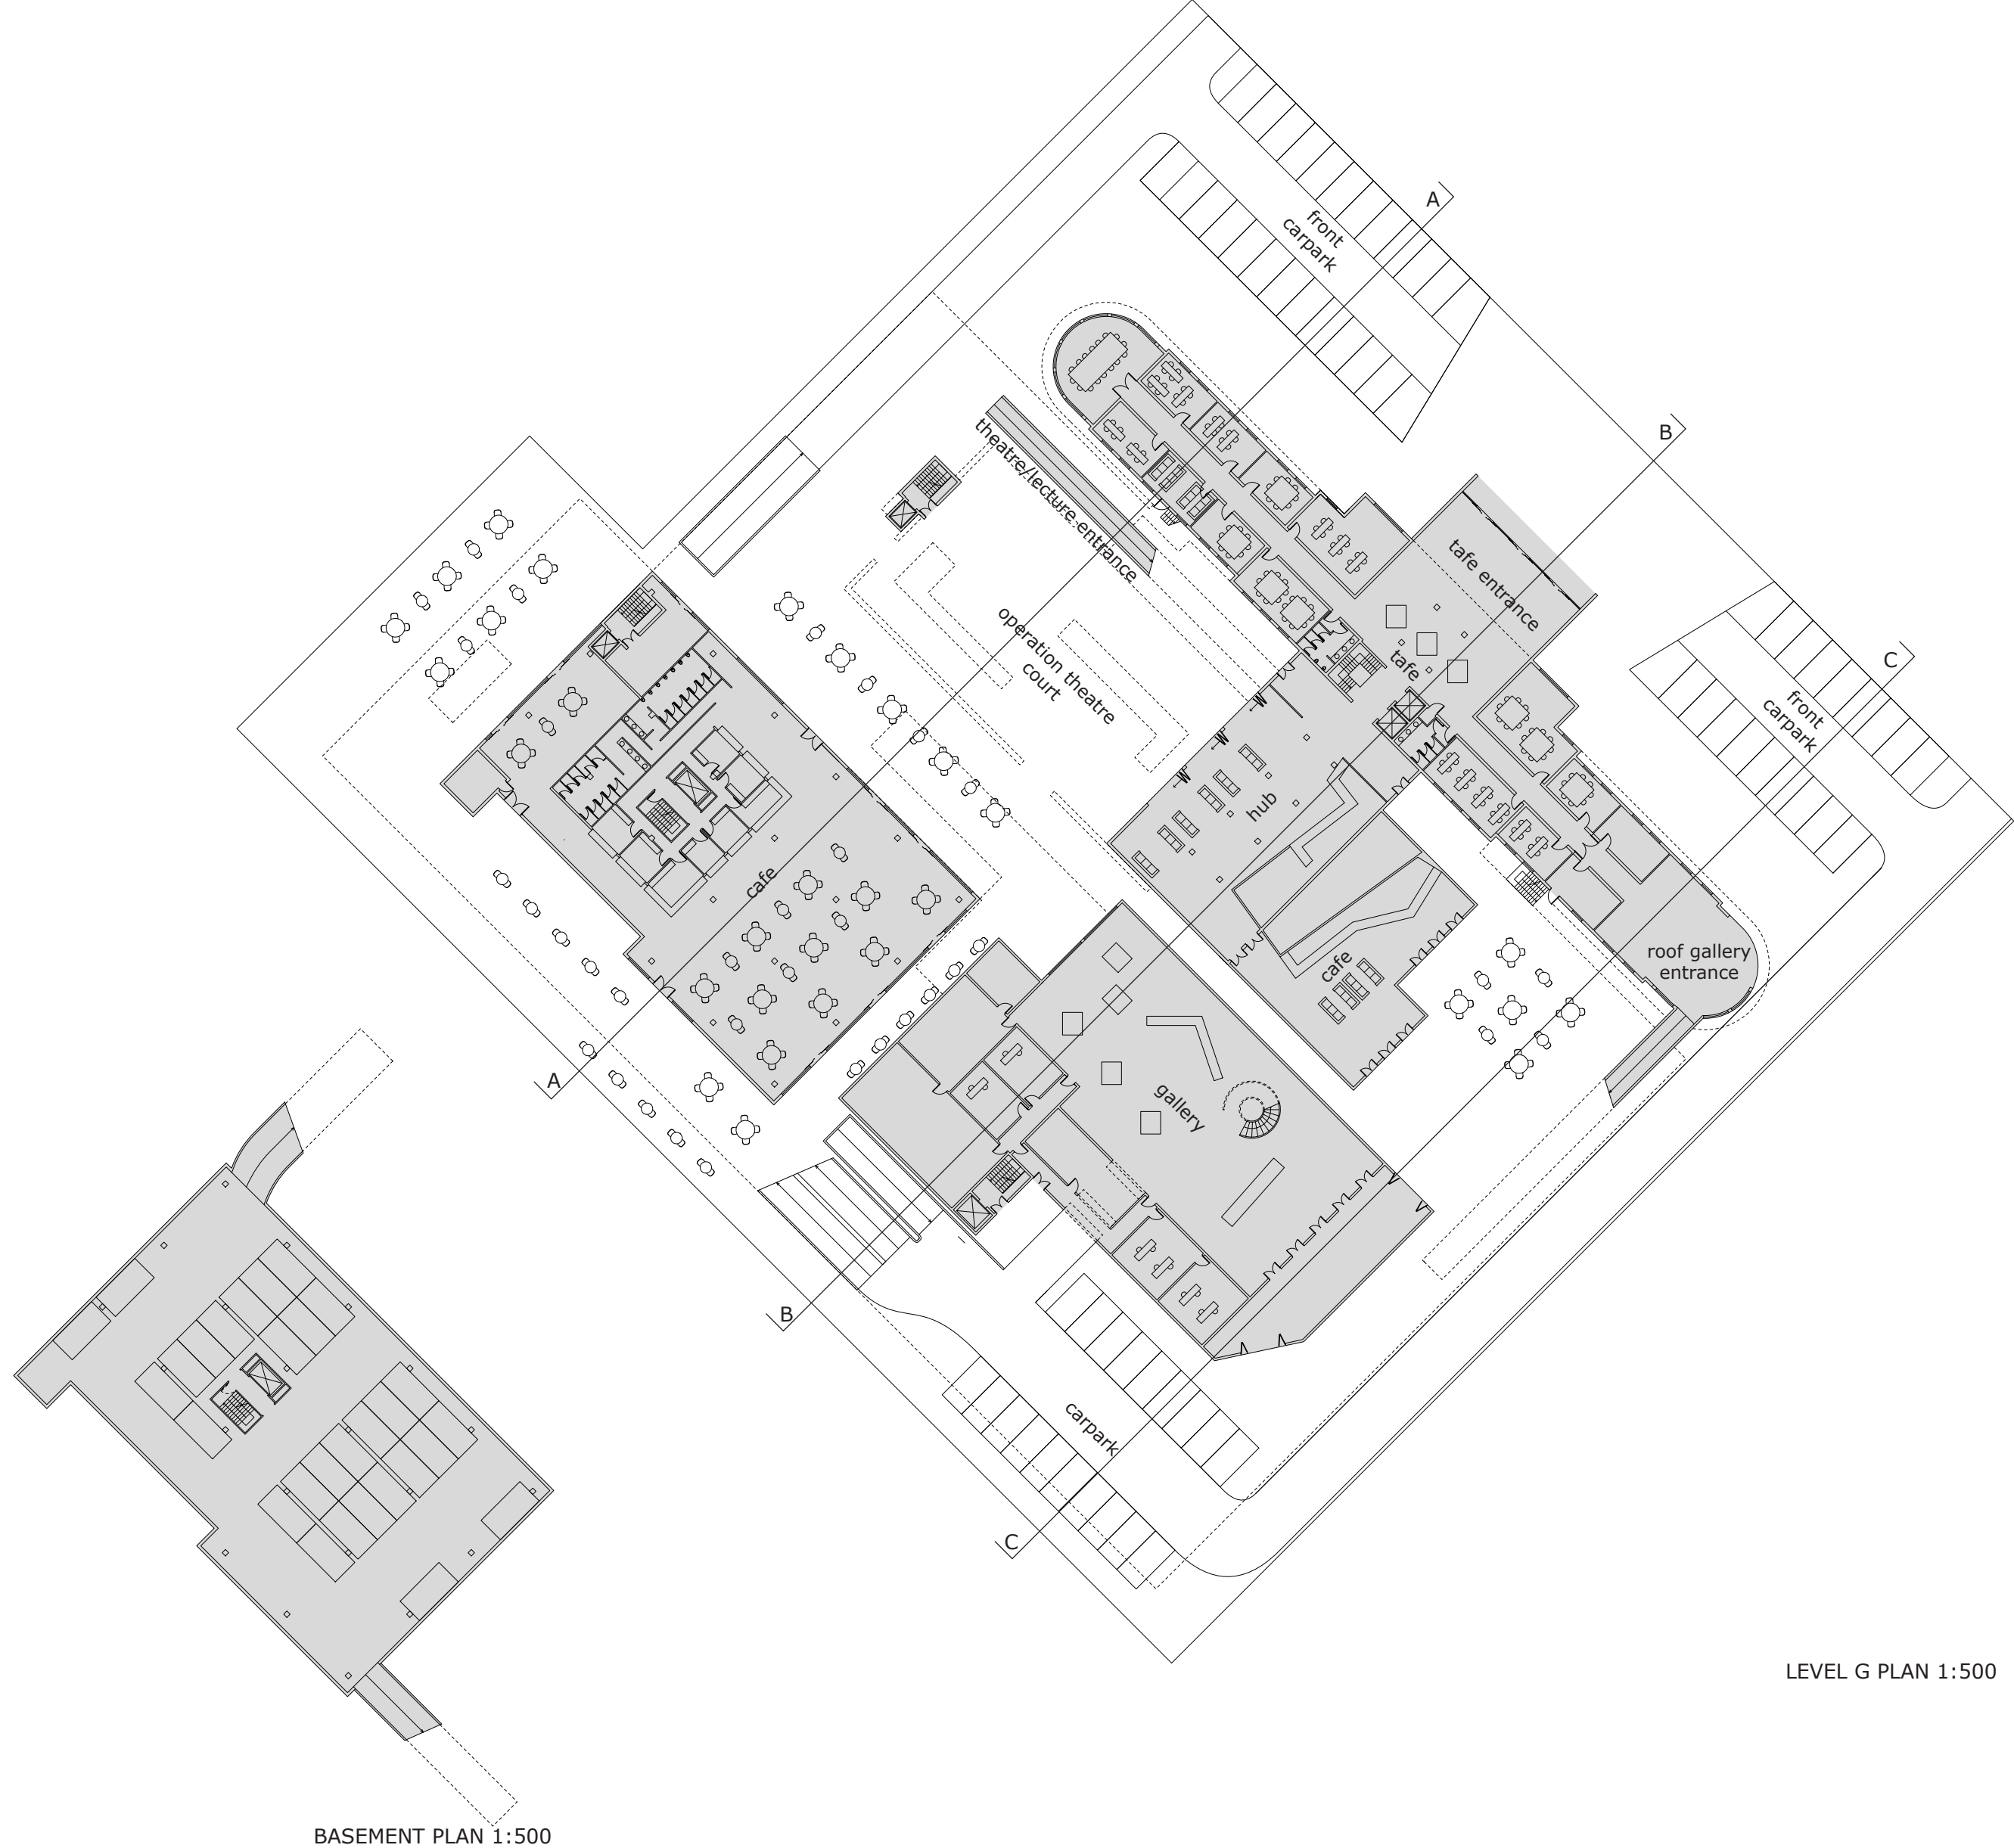 A
front
carpark
B
theatre/lecture entrance
tafe entrance
operation theatre
court
tafe
C
front
carpark
hub
cafe
cafe
roof gallery
entrance
A
gallery
B
carpark
C
LEVEL G PLAN 1:500
BASEMENT PLAN 1:500